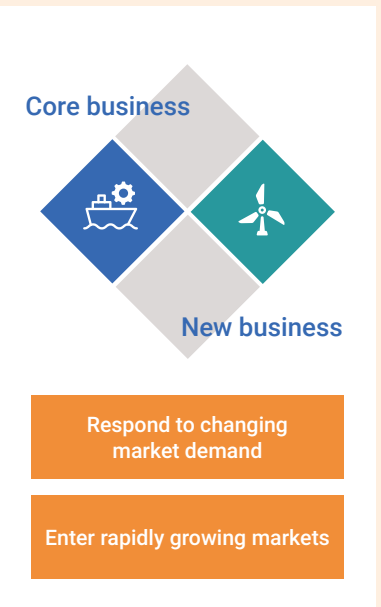 Core business
New business
Respond to changing
market demand
Enter rapidly growing markets